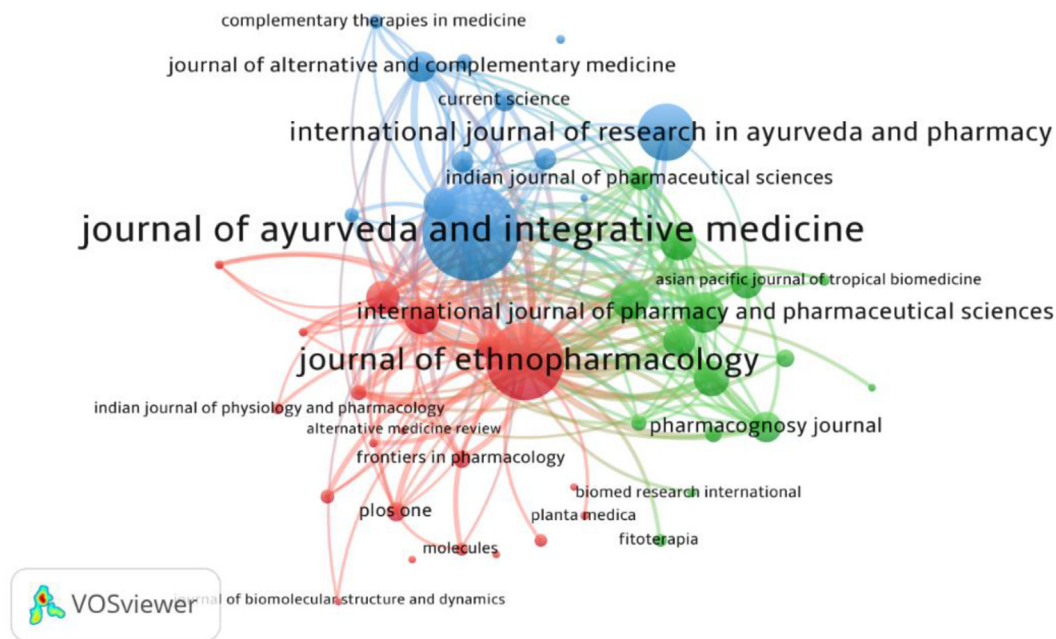 complementary therapies in medicine
journal of alternative and complementary medicine
current science
international journal of research in ayurveda and pharmacy
indian journal of pharmaceutical sciences
journal of ayurveda and integrative medicine
asian pacific journal of tropical biomedicine
international journal of pharmacy and pharmaceutical sciences
journal of ethnopharmacology
indian journal of physiology and pharmacology
pharmacognosy journal
alternative medicine review
frontiers in pharmacology
biomed research international
plos one
planta medica
fitoterapia
molecules
journal of biomolecular structure and dynamics
VOSviewer